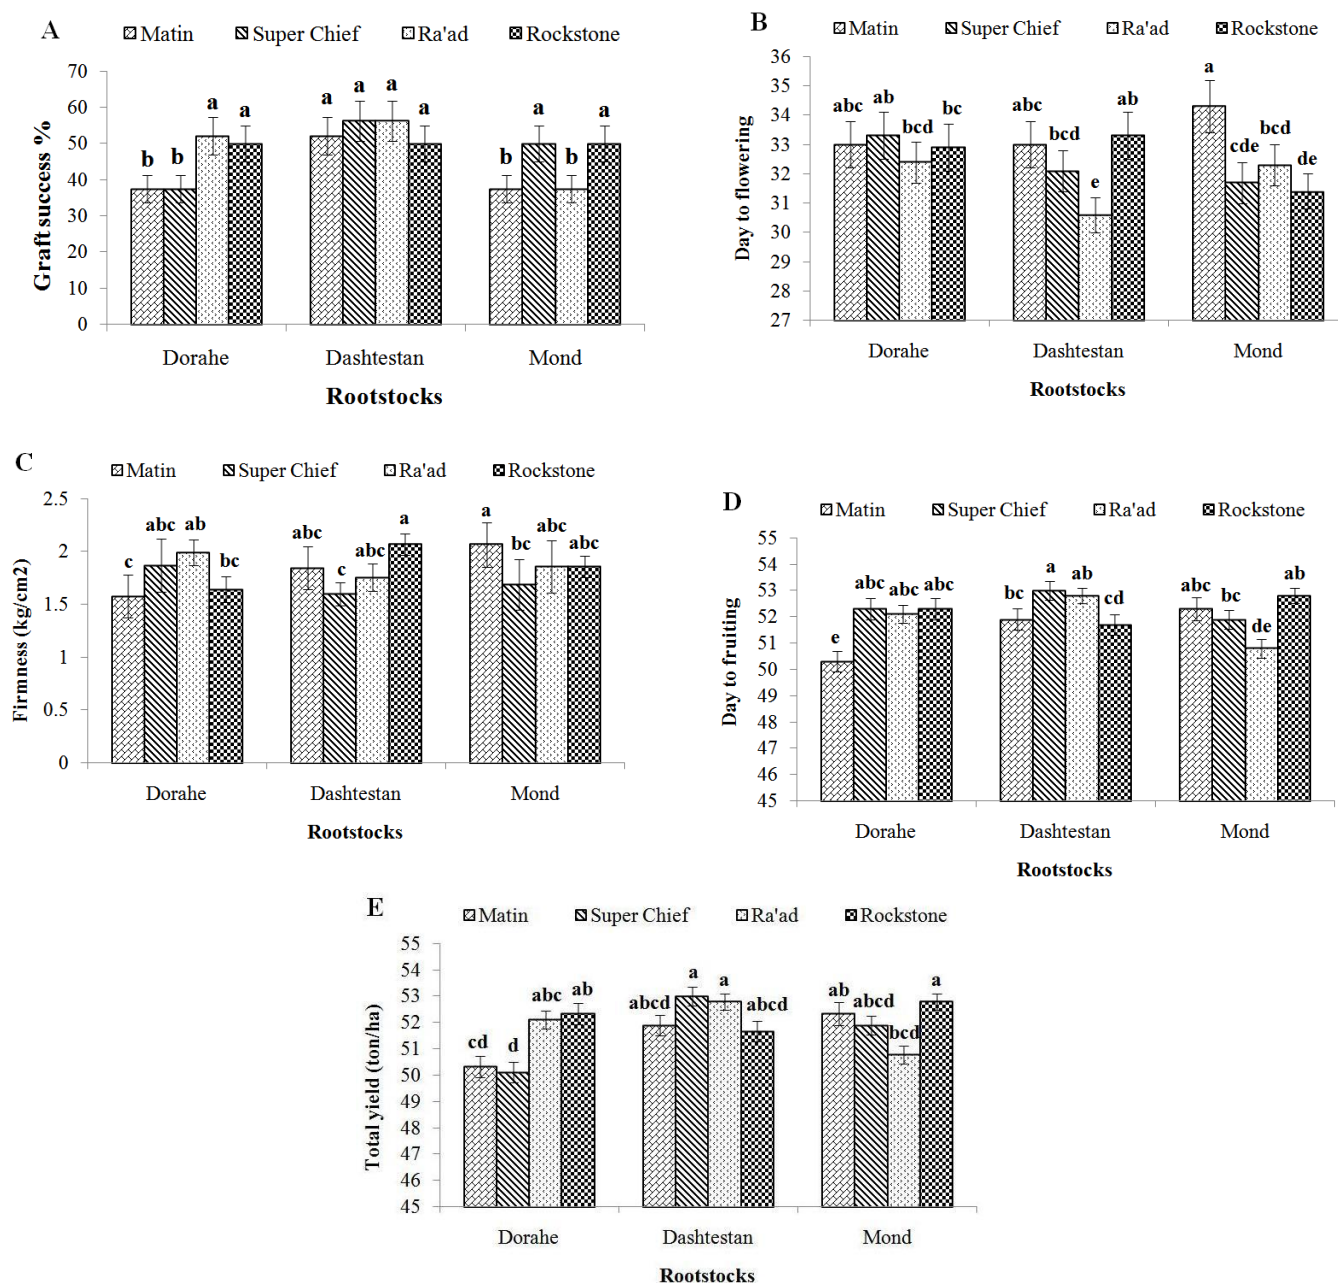 A
Matin Super Chief Ra'ad Rockstone
Graft success %
70
60
50
40
30
20
10
0
b b a a
a a a a
b a b a
Dorahe Dashtestan Mond
Rootstocks
B
Matin Super Chief Ra'ad Rockstone
Day to flowering
36
35
34
33
32
31
30
29
28
27
abc ab bcd bc
abc bcd e ab
a cde bcd de
Dorahe Dashtestan Mond
Rootstocks
C
Matin Super Chief Ra'ad Rockstone
Firmness (kg/cm2)
2.5
2
1.5
1
0.5
0
c abc ab bc
abc c abc a
a bc abc abc
Dorahe Dashtestan Mond
Rootstocks
D
Matin Super Chief Ra'ad Rockstone
Day to fruiting
55
54
53
52
51
50
49
48
47
46
45
e abc abc abc
bc a ab cd
abc bc de ab
Dorahe Dashtestan Mond
Rootstocks
E
Matin Super Chief Ra'ad Rockstone
Total yield (ton/ha)
55
54
53
52
51
50
49
48
47
46
45
cd d abc ab
abcd a a abcd
ab abcd bcd a
Dorahe Dashtestan Mond
Rootstocks